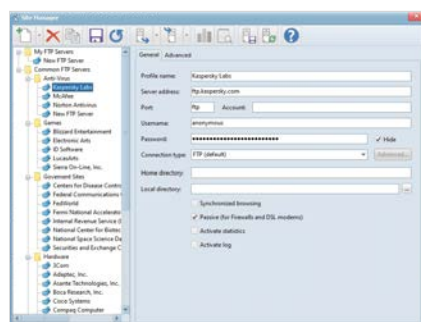 Site Manager
My FTP Servers
New FTP Server
Common FTP Servers
Anti-Virus
Kaspersky Labs
McAfee
Norton Antivirus
New FTP Server
Games
Blizzard Entertainment
Electronic Arts
ID Software
LucasArts
Sierra On-Line, Inc.
Goverment Sites
Centers for Disease Contro
Federal Communications
FedWorld
Fermi National Accelerato
Internal Revenue Service (I
National Center for Biotec
National Space Science Da
Securities and Exchange C
Hardware
3Com
Adaptec, Inc.
Asante Technologies, Inc.
Boca Research, Inc.
Cisco Systems
Compaq Computer
General Advanced
Profile name: Kaspersky Labs
Server address: ftp.kaspersky.com
Port: ftp Account:
Username: anonymous
Password: Hide
Connection type: FTP (default) Advanced...
Home directory:
Local directory: ...
Synchronized browsing
Passive (for Firewalls and DSL modems)
Activate statistics
Activate log